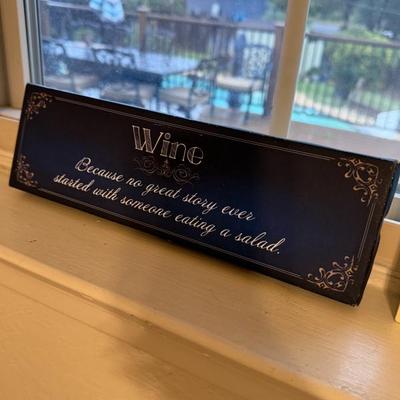 Wine
Because no great story ever
started with someone eating a salad.